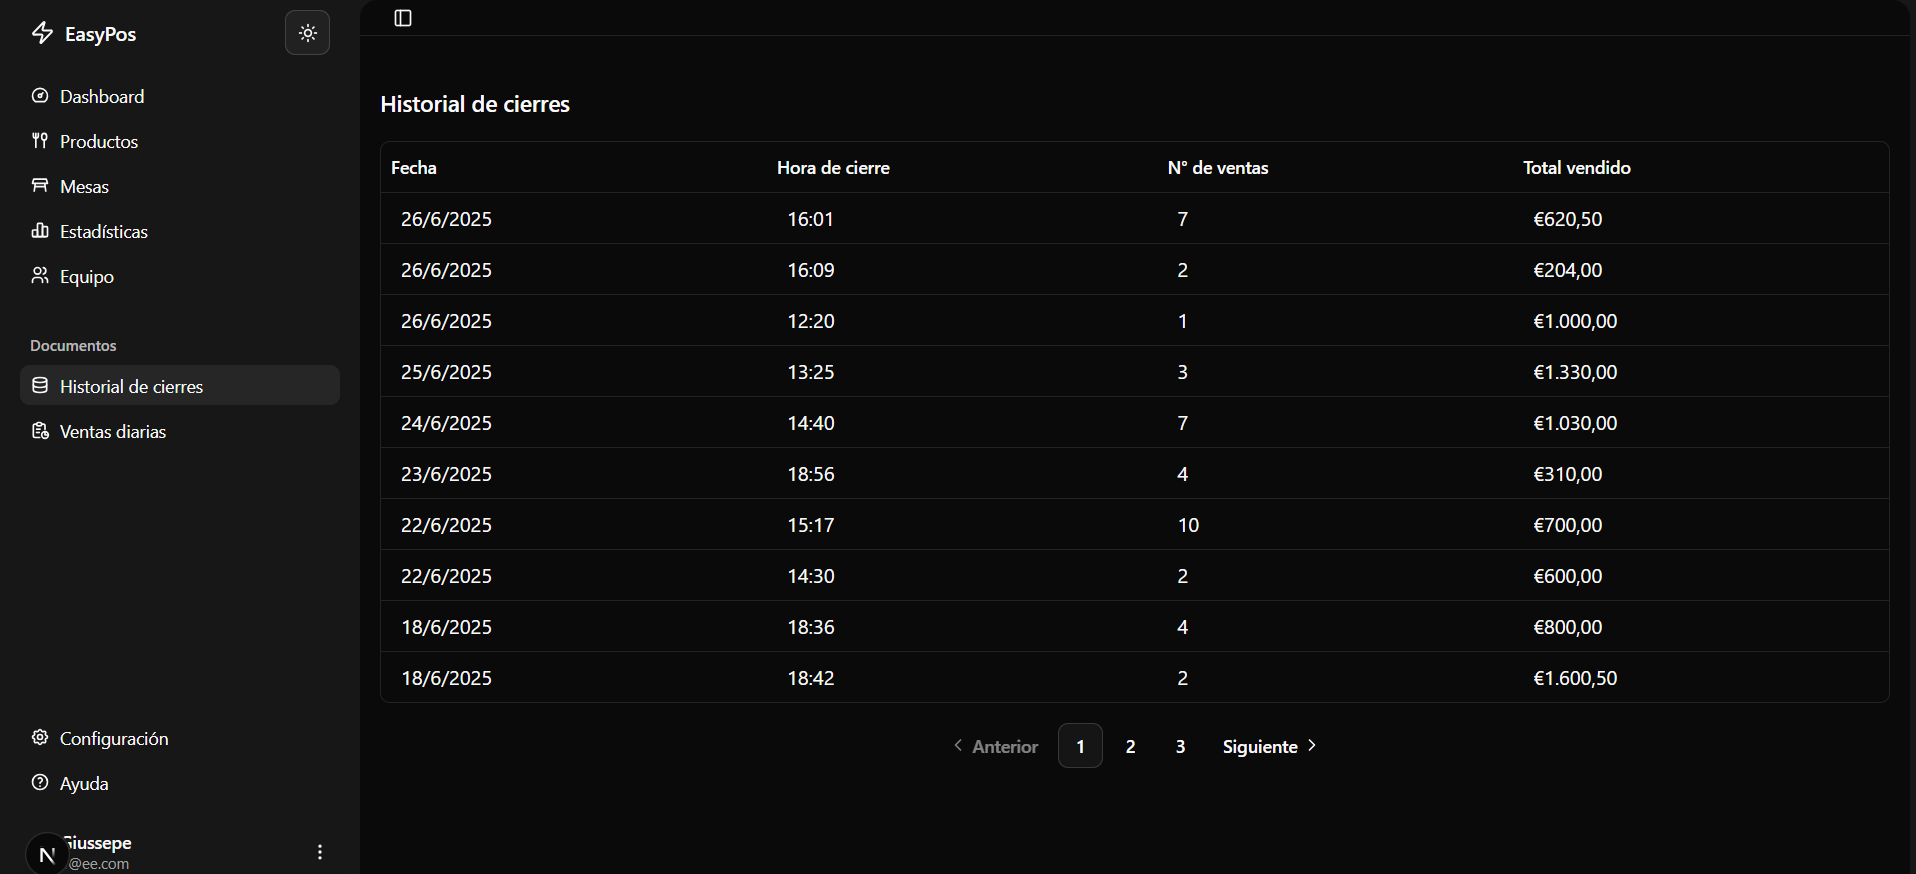 EasyPos
Dashboard
Productos
Mesas
Estadísticas
Equipo
Documentos
Historial de cierres
Ventas diarias
Configuración
Ayuda
N
@ee.com
Historial de cierres
Fecha Hora de cierre N° de ventas Total vendido
26/6/2025 16:01 7 €620,50
26/6/2025 16:09 2 €204,00
26/6/2025 12:20 1 €1.000,00
25/6/2025 13:25 3 €1.330,00
24/6/2025 14:40 7 €1.030,00
23/6/2025 18:56 4 €310,00
22/6/2025 15:17 10 €700,00
22/6/2025 14:30 2 €600,00
18/6/2025 18:36 4 €800,00
18/6/2025 18:42 2 €1.600,50
Anterior 1 2 3 Siguiente